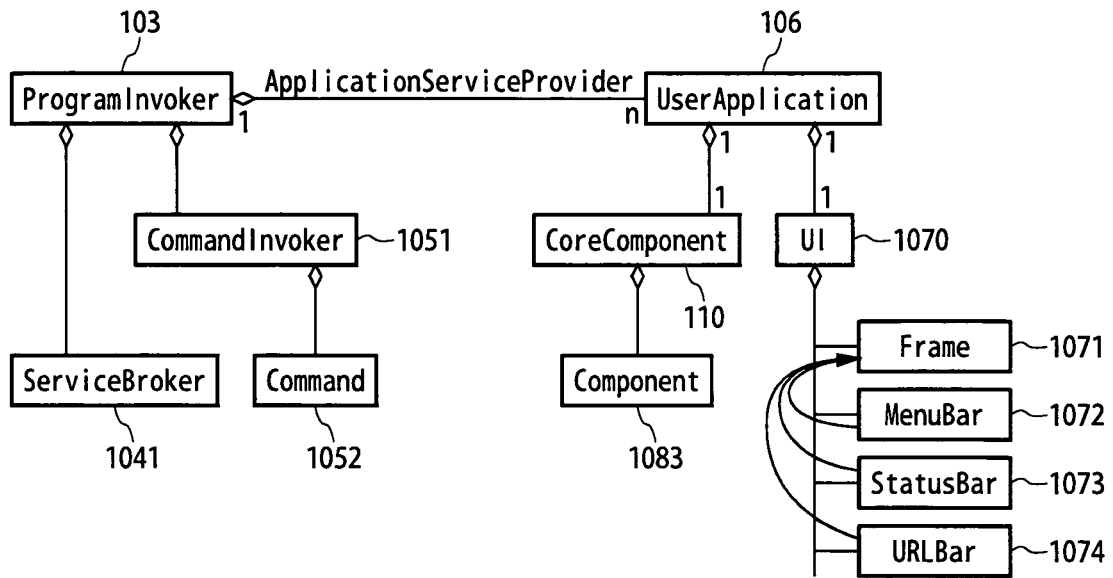 103
106
ProgramInvoker
ApplicationServiceProvider
UserApplication
1
n
1
1
1
1
CommandInvoker
1051
CoreComponent
UI
1070
110
ServiceBroker
Command
Component
Frame
1071
MenuBar
1072
1041
1052
1083
StatusBar
1073
URLBar
1074